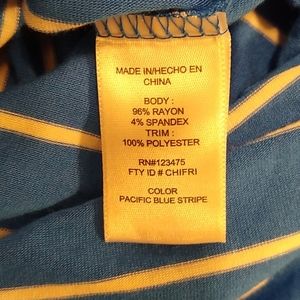 MADE IN/HECHO EN
CHINA
BODY :
96% RAYON
4% SPANDEX
TRIM :
100% POLYESTER
RN#123475
FTY ID # CHIFRI
COLOR
PACIFIC BLUE STRIPE